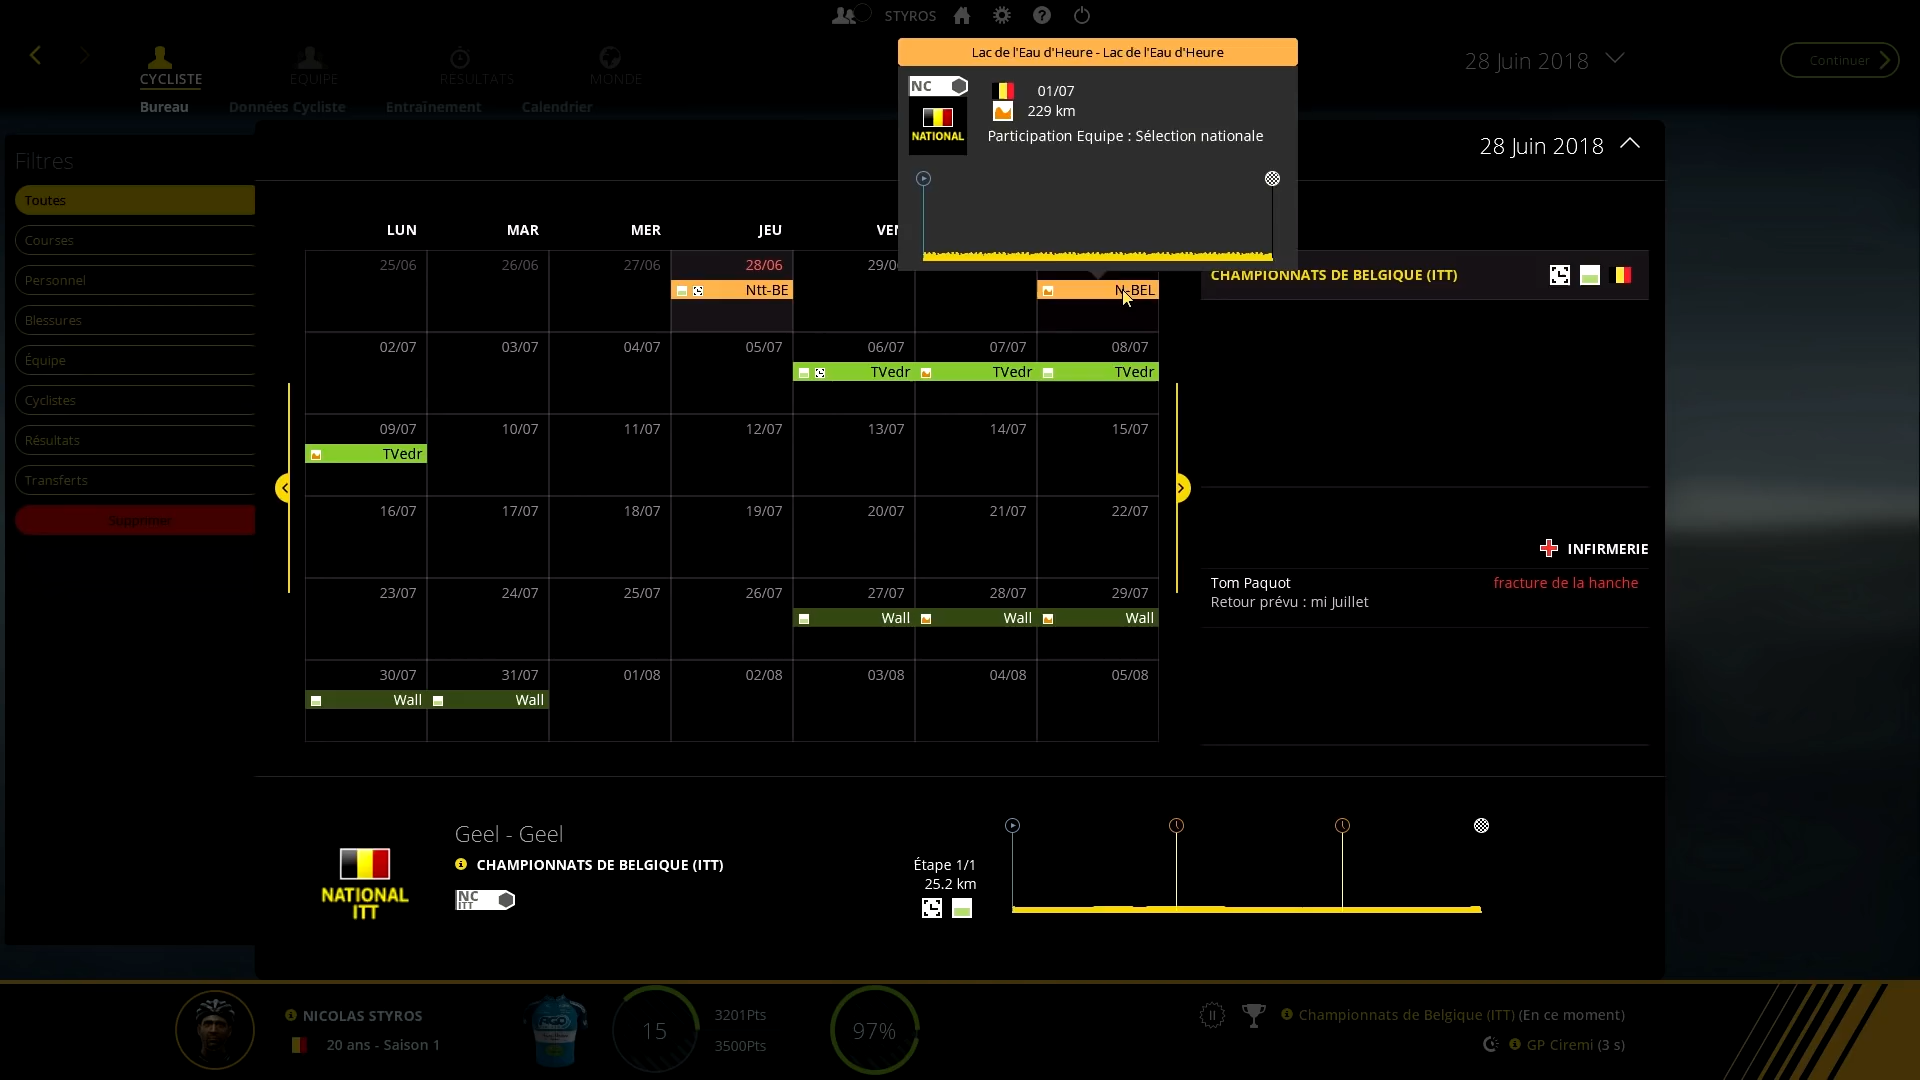 STYROS
CYCLISTE
EQUIPE
RÉSULTATS
MONDE
28 Juin 2018
Continuer
Bureau
Données Cycliste
Entraînement
Calendrier
Lac de l'Eau d'Heure - Lac de l'Eau d'Heure
NC
NATIONAL
01/07
229 km
Participation Equipe : Sélection nationale
28 Juin 2018
Filtres
Toutes
Courses
Personnel
Blessures
Équipe
Cyclistes
Résultats
Transferts
Supprimer
LUN MAR MER JEU
25/06 26/06 27/06 28/06
Ntt-BE N-BEL
02/07 03/07 04/07 05/07 06/07 07/07 08/07
TVedr TVedr TVedr
09/07 10/07 11/07 12/07 13/07 14/07 15/07
TVedr
16/07 17/07 18/07 19/07 20/07 21/07 22/07
23/07 24/07 25/07 26/07 27/07 28/07 29/07
Wall Wall Wall
30/07 31/07 01/08 02/08 03/08 04/08 05/08
Wall Wall
CHAMPIONNATS DE BELGIQUE (ITT)
INFIRMERIE
Tom Paquot fracture de la hanche
Retour prévu : mi Juillet
NATIONAL
ITT
Geel - Geel
CHAMPIONNATS DE BELGIQUE (ITT)
NC
ITT
Étape 1/1
25.2 km
NICOLAS STYROS
20 ans - Saison 1
15
3201Pts
3500Pts
97%
Championnats de Belgique (ITT) (En ce moment)
GP Ciremi (3 s)